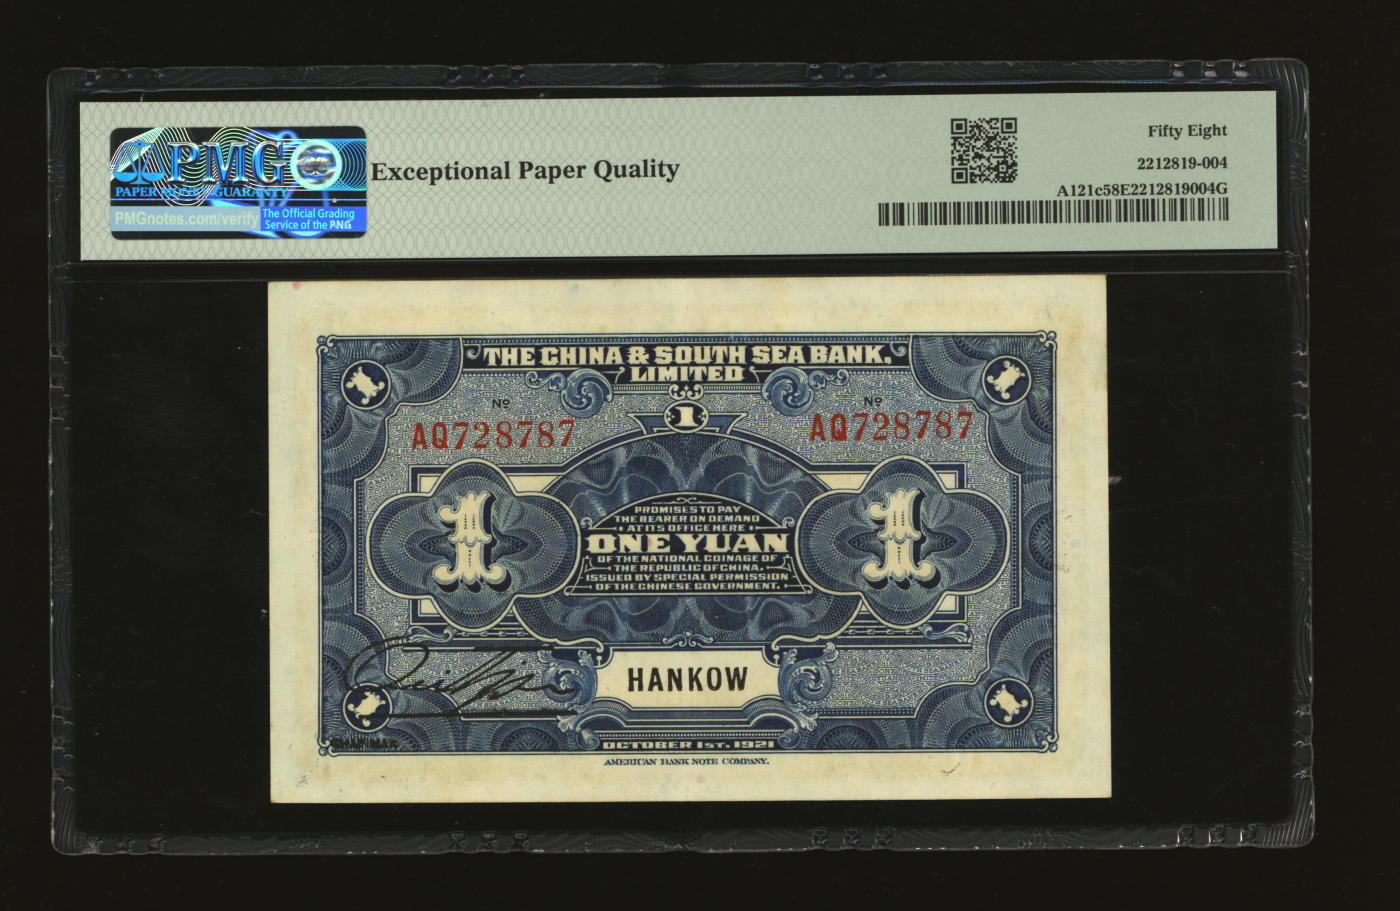 PMG
PAPER MONEY GUARANTY
PMGnotes.com/verify
The Official Grading
Service of the PNG
Exceptional Paper Quality
Fifty Eight
2212819-004
A121c58E2212819004G
THE CHINA & SOUTH SEA BANK,
LIMITED
1
Nº
AQ728787
Nº
AQ728787
1
1
PROMISES TO PAY
THE BEARER ON DEMAND
AT ITS OFFICE HERE
ONE YUAN
OF THE NATIONAL COINAGE OF
THE REPUBLIC OF CHINA.
ISSUED BY SPECIAL PERMISSION
OF THE CHINESE GOVERNMENT.
HANKOW
OCTOBER 1ST. 1921
AMERICAN BANK NOTE COMPANY.